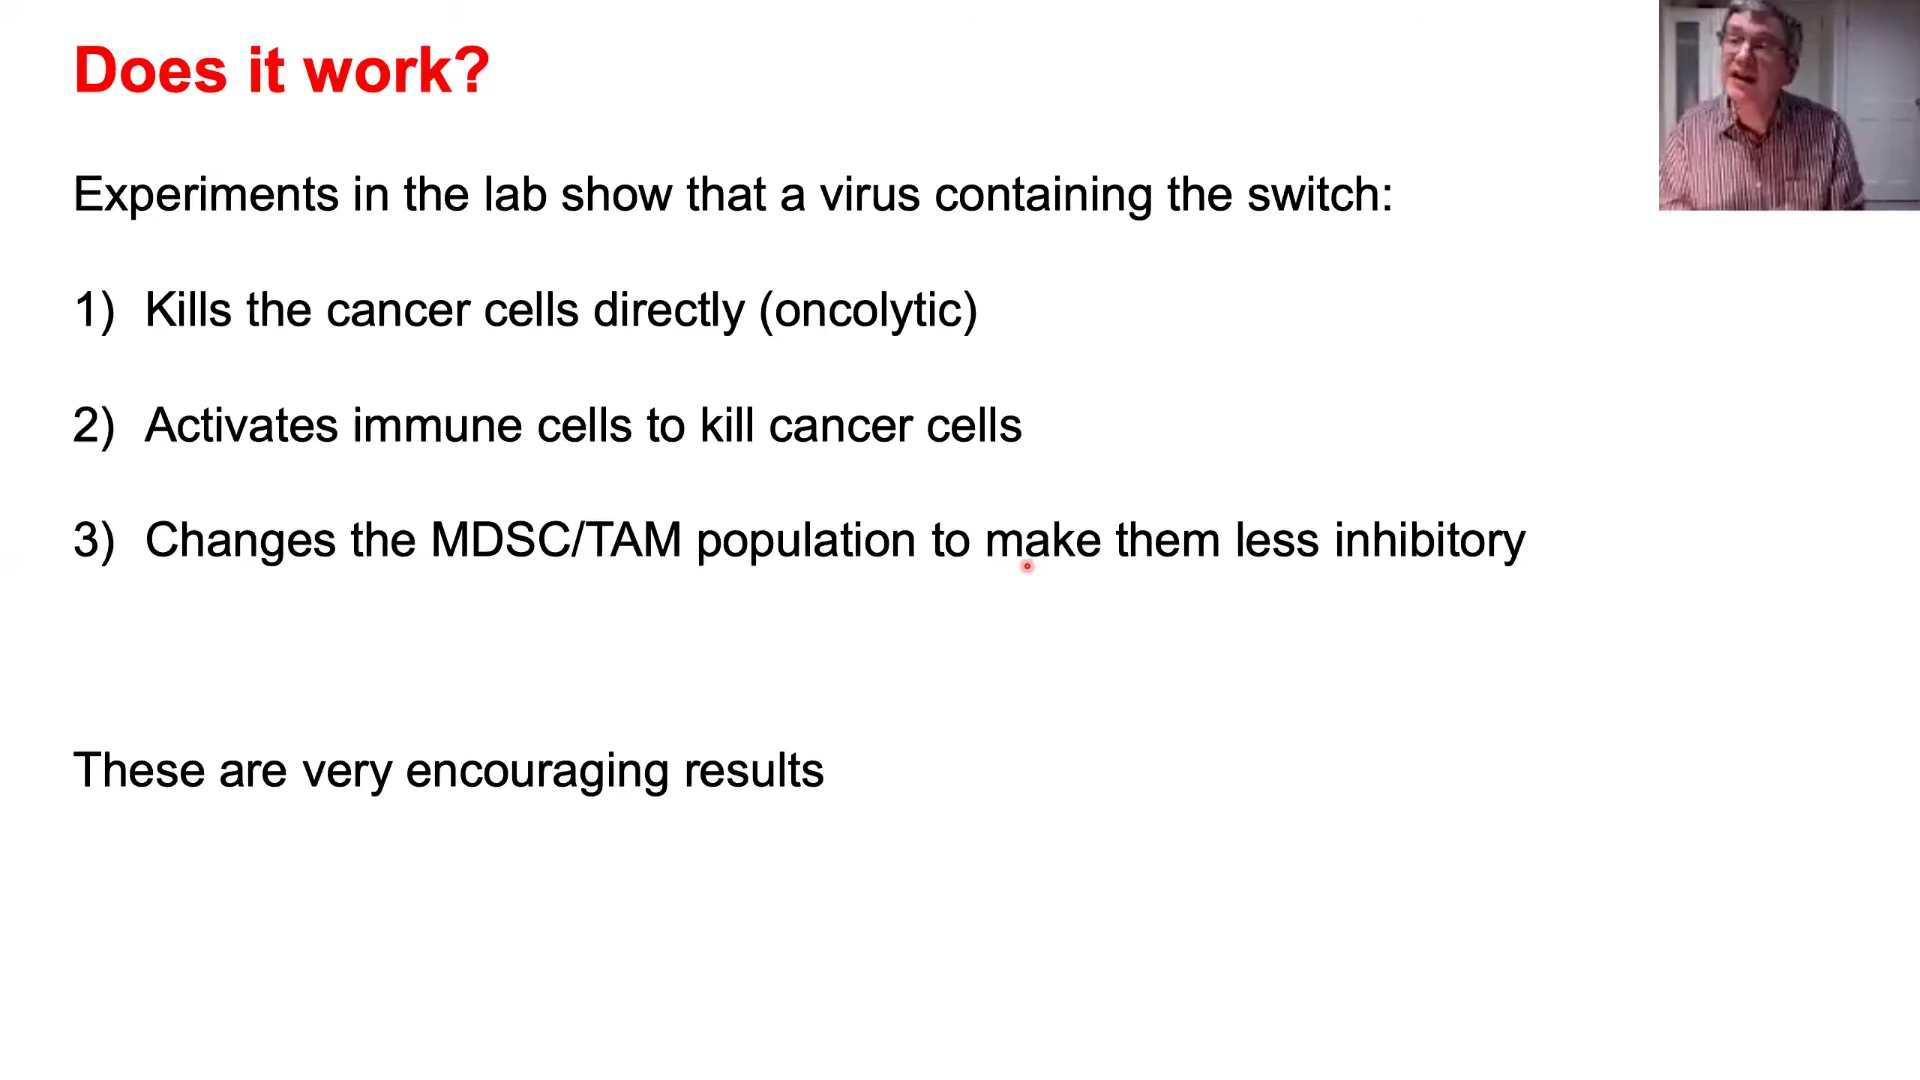 Does it work?
Experiments in the lab show that a virus containing the switch:
1) Kills the cancer cells directly (oncolytic)
2) Activates immune cells to kill cancer cells
3) Changes the MDSC/TAM population to make them less inhibitory
These are very encouraging results